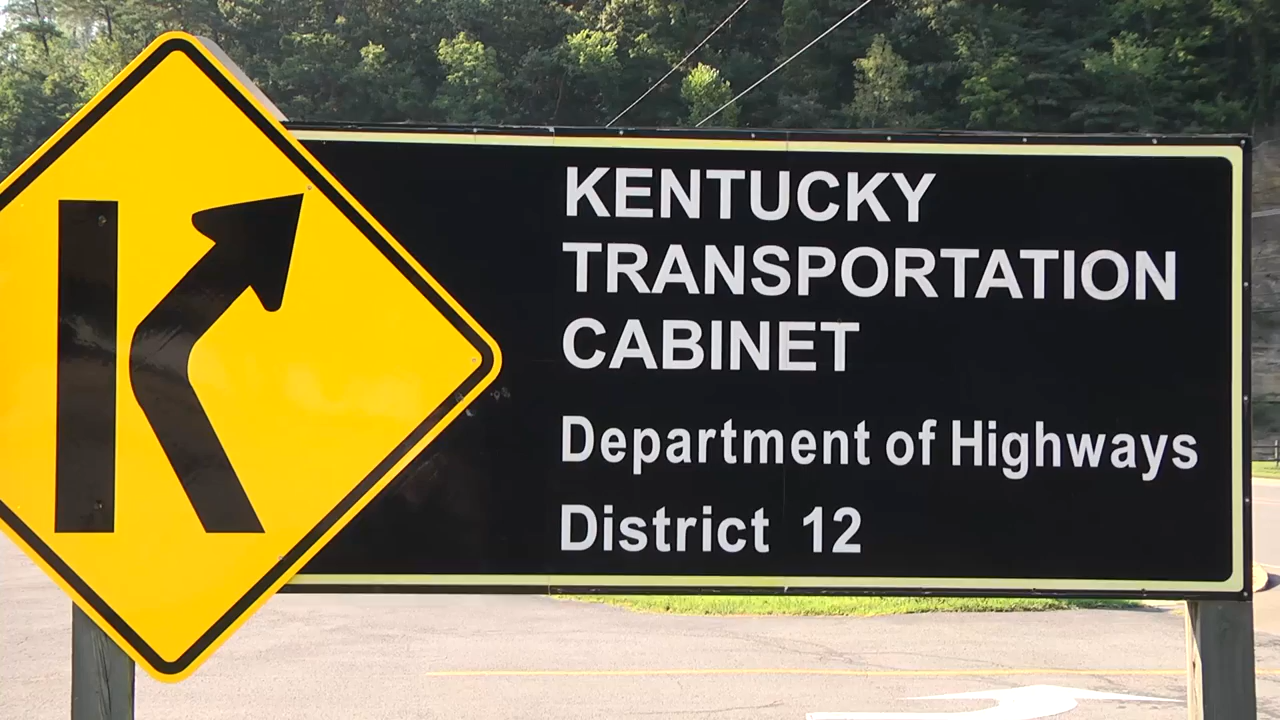 KENTUCKY
TRANSPORTATION
CABINET
Department of Highways
District 12